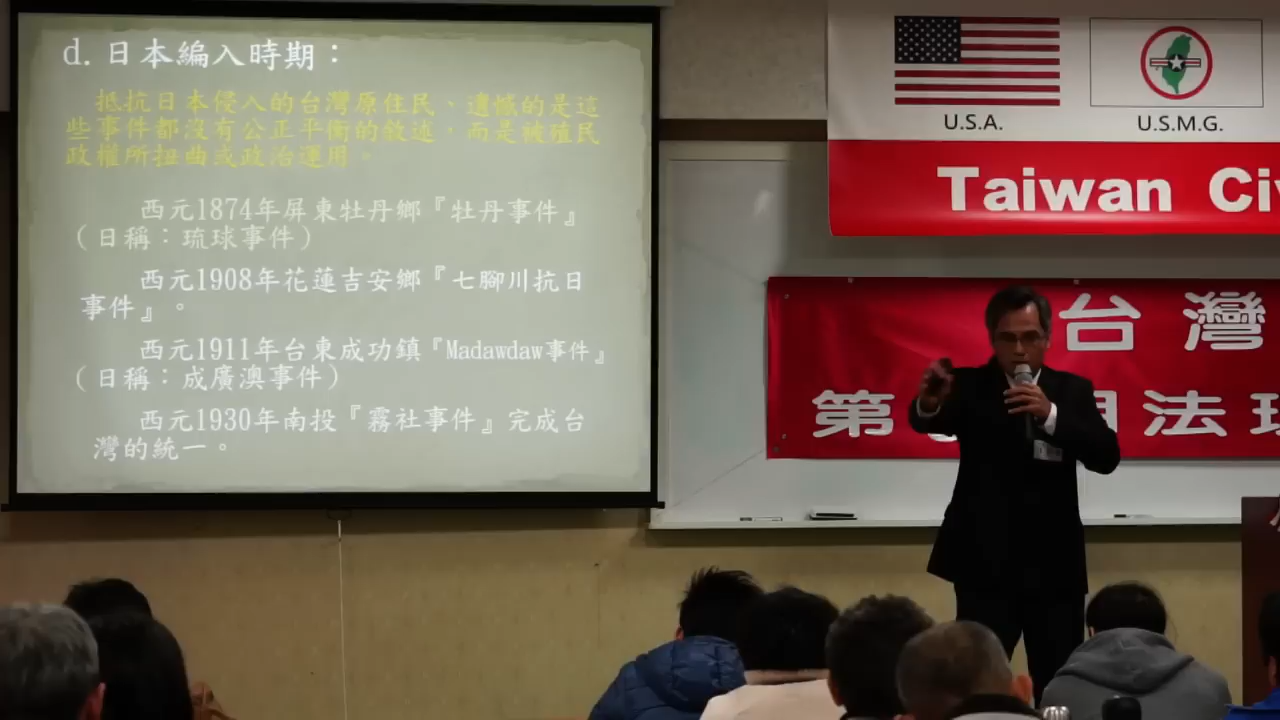 d. 日本編入時期：
抵抗日本侵入的台灣原住民、遺憾的是這
些事件都沒有公正平衡的敘述，而是被殖民
政權所扭曲或政治運用。
西元1874年屏東牡丹鄉『牡丹事件』
（日稱：琉球事件）
西元1908年花蓮吉安鄉『七腳川抗日
事件』。
西元1911年台東成功鎮『Madawdaw事件』
（日稱：成廣澳事件）
西元1930年南投『霧社事件』完成台
灣的統一。
U.S.A.
U.S.M.G.
Taiwan Ci
台灣
第
法